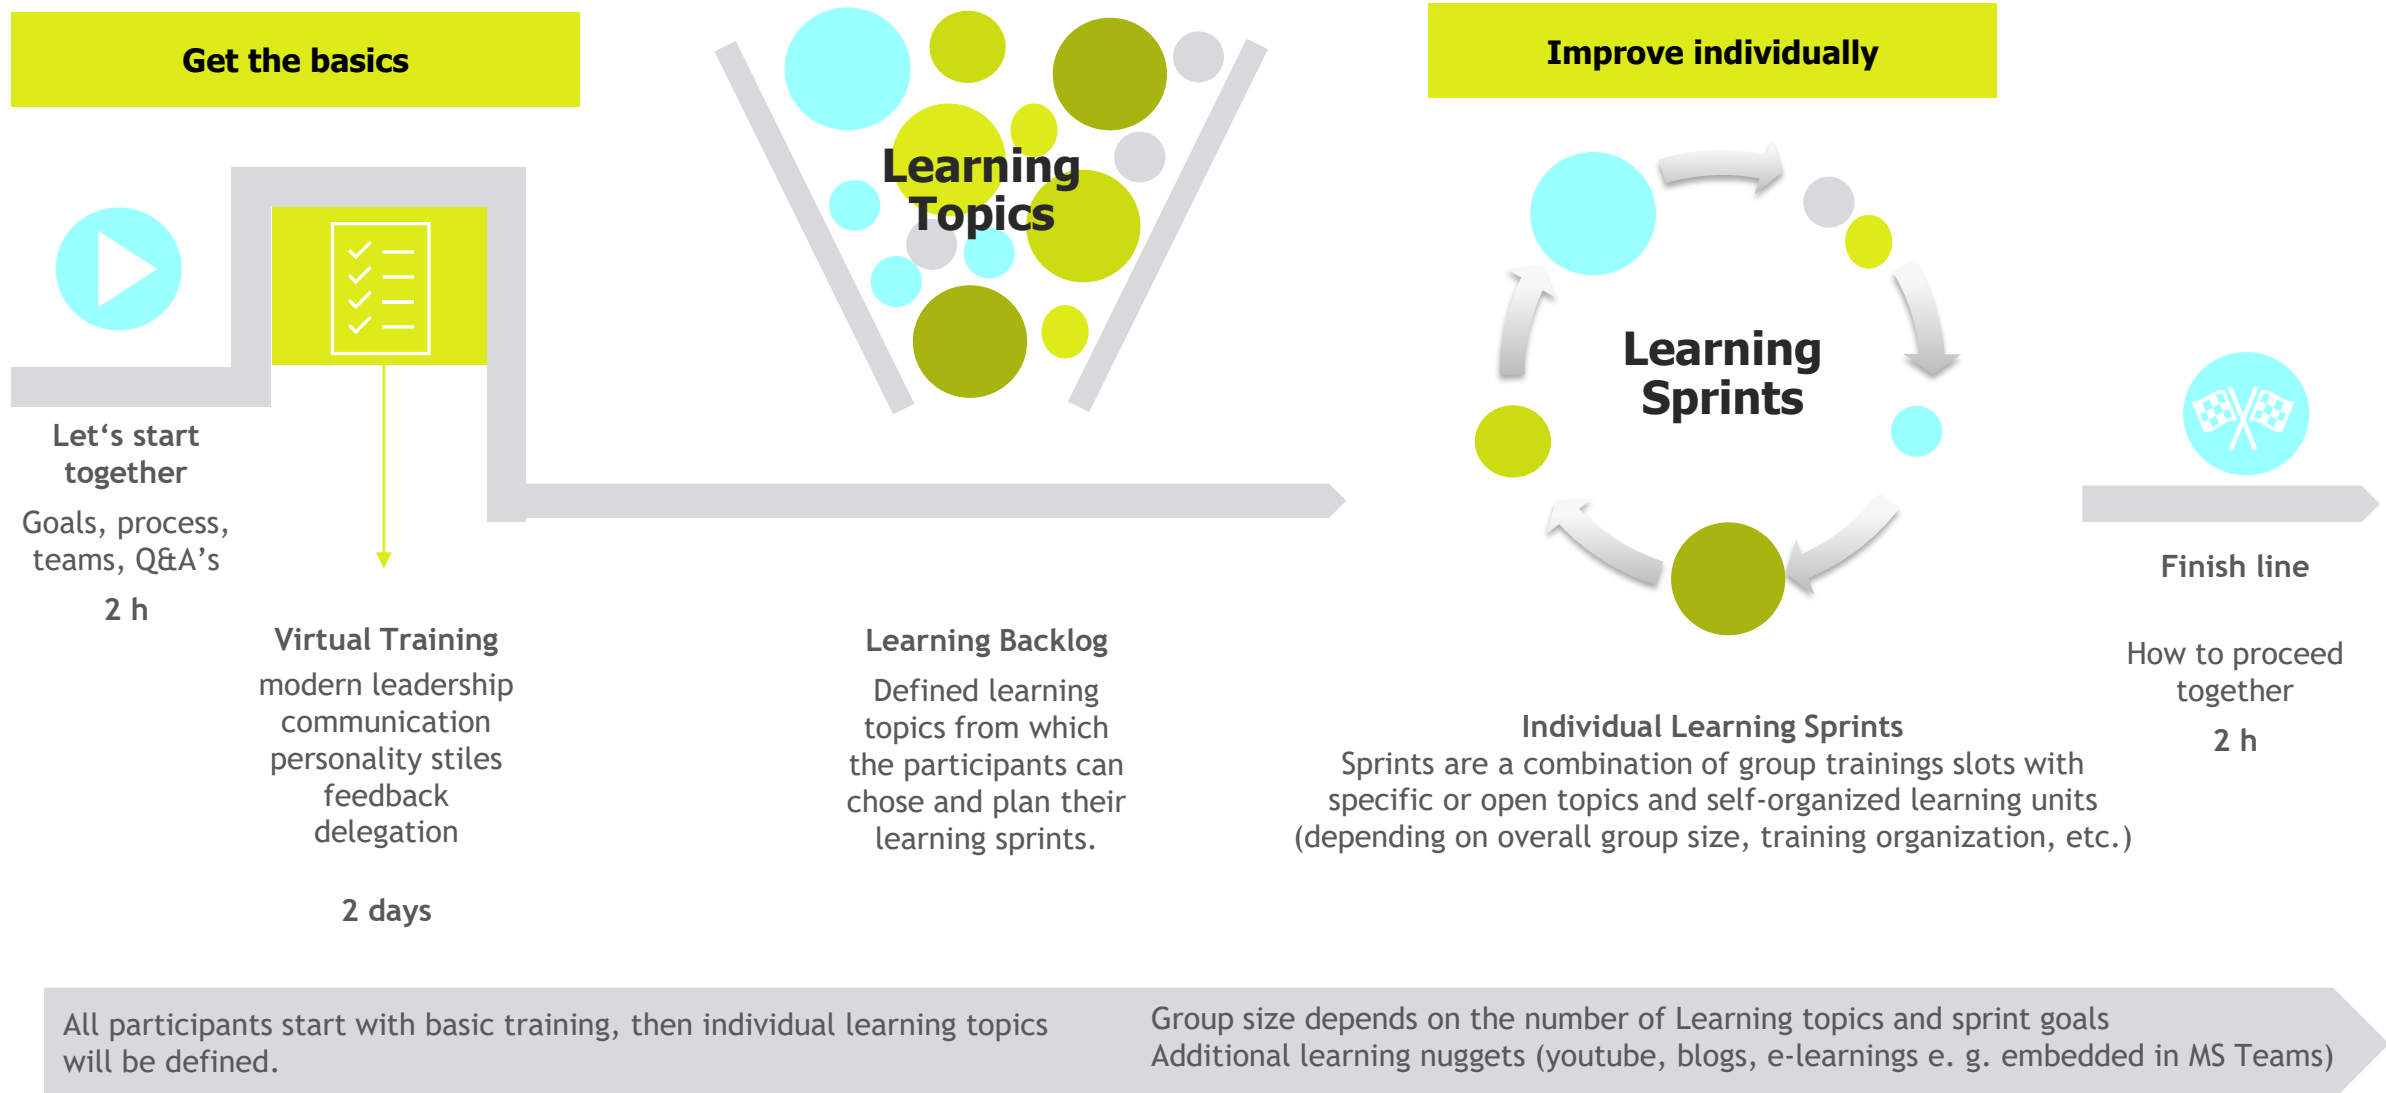 Get the basics
Learning
Topics
Improve individually
Learning
Sprints
Let‘s start
together
Goals, process,
teams, Q&A’s
2 h
Virtual Training
modern leadership
communication
personality stiles
feedback
delegation
2 days
Learning Backlog
Defined learning
topics from which
the participants can
chose and plan their
learning sprints.
Individual Learning Sprints
Sprints are a combination of group trainings slots with
specific or open topics and self-organized learning units
(depending on overall group size, training organization, etc.)
Finish line
How to proceed
together
2 h
All participants start with basic training, then individual learning topics
will be defined.
Group size depends on the number of Learning topics and sprint goals
Additional learning nuggets (youtube, blogs, e-learnings e. g. embedded in MS Teams)